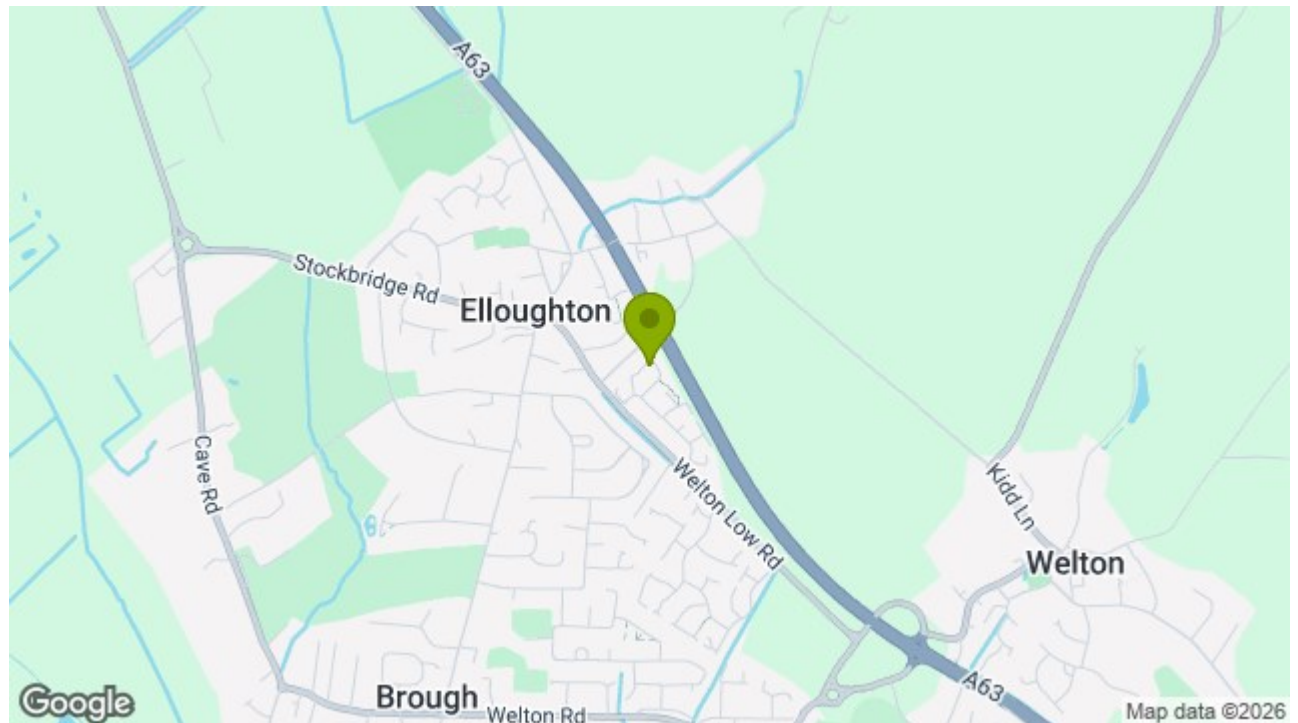 A63
Stockbridge Rd
Elloughton
Cave Rd
Welton Low Rd
Kidd Ln
Welton
A63
Brough
Welton Rd
Google
Map data ©2026